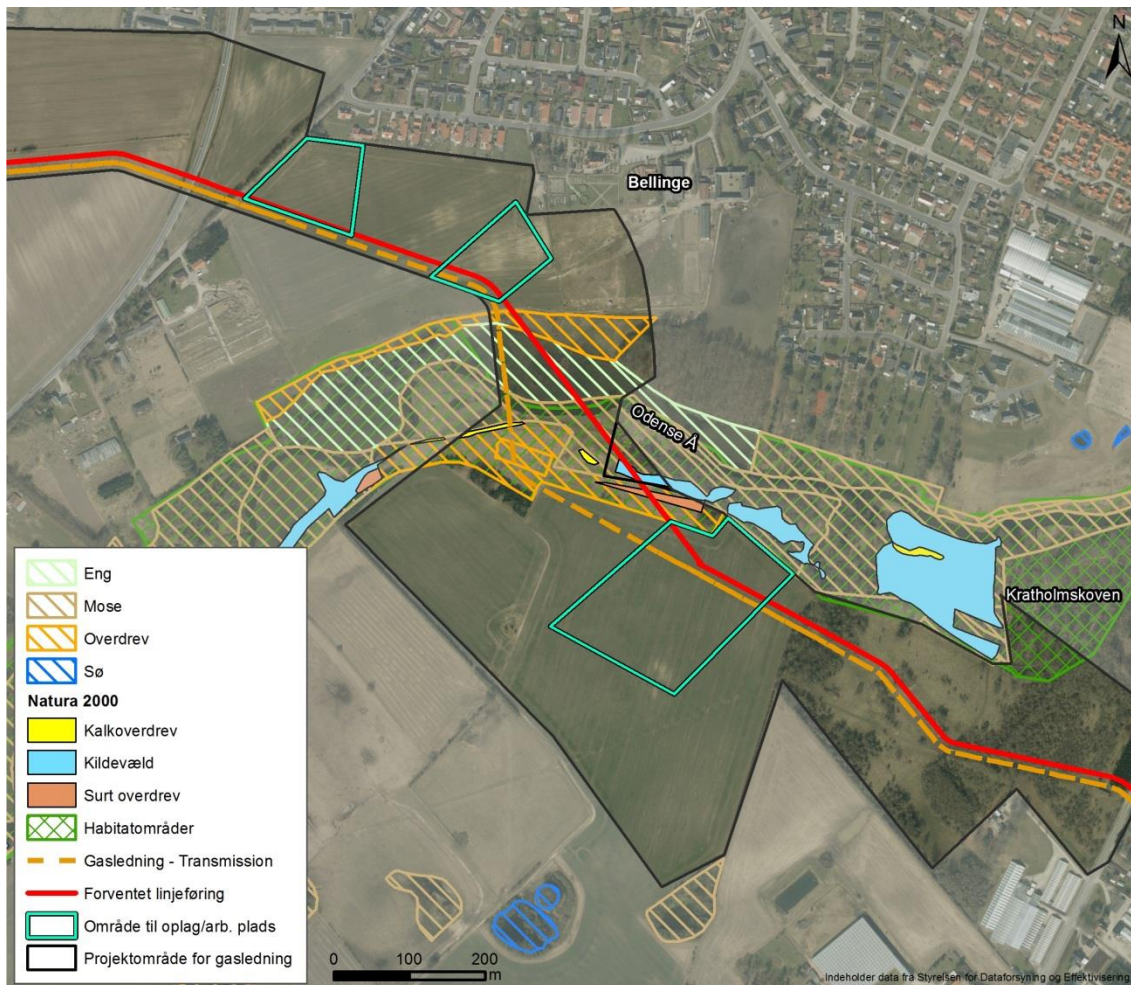 N
Bellinge
Odense Å
Kratholmskoven
Eng
Mose
Overdrev
Sø
Natura 2000
Kalkoverdrev
Kildevæld
Surt overdrev
Habitatområder
Gasledning - Transmission
Forventet linjeføring
Område til oplag/arb. plads
Projektområde for gasledning
0 100 200
m
Indeholder data fra Styrelsen for Dataforsyning og Effektivisering